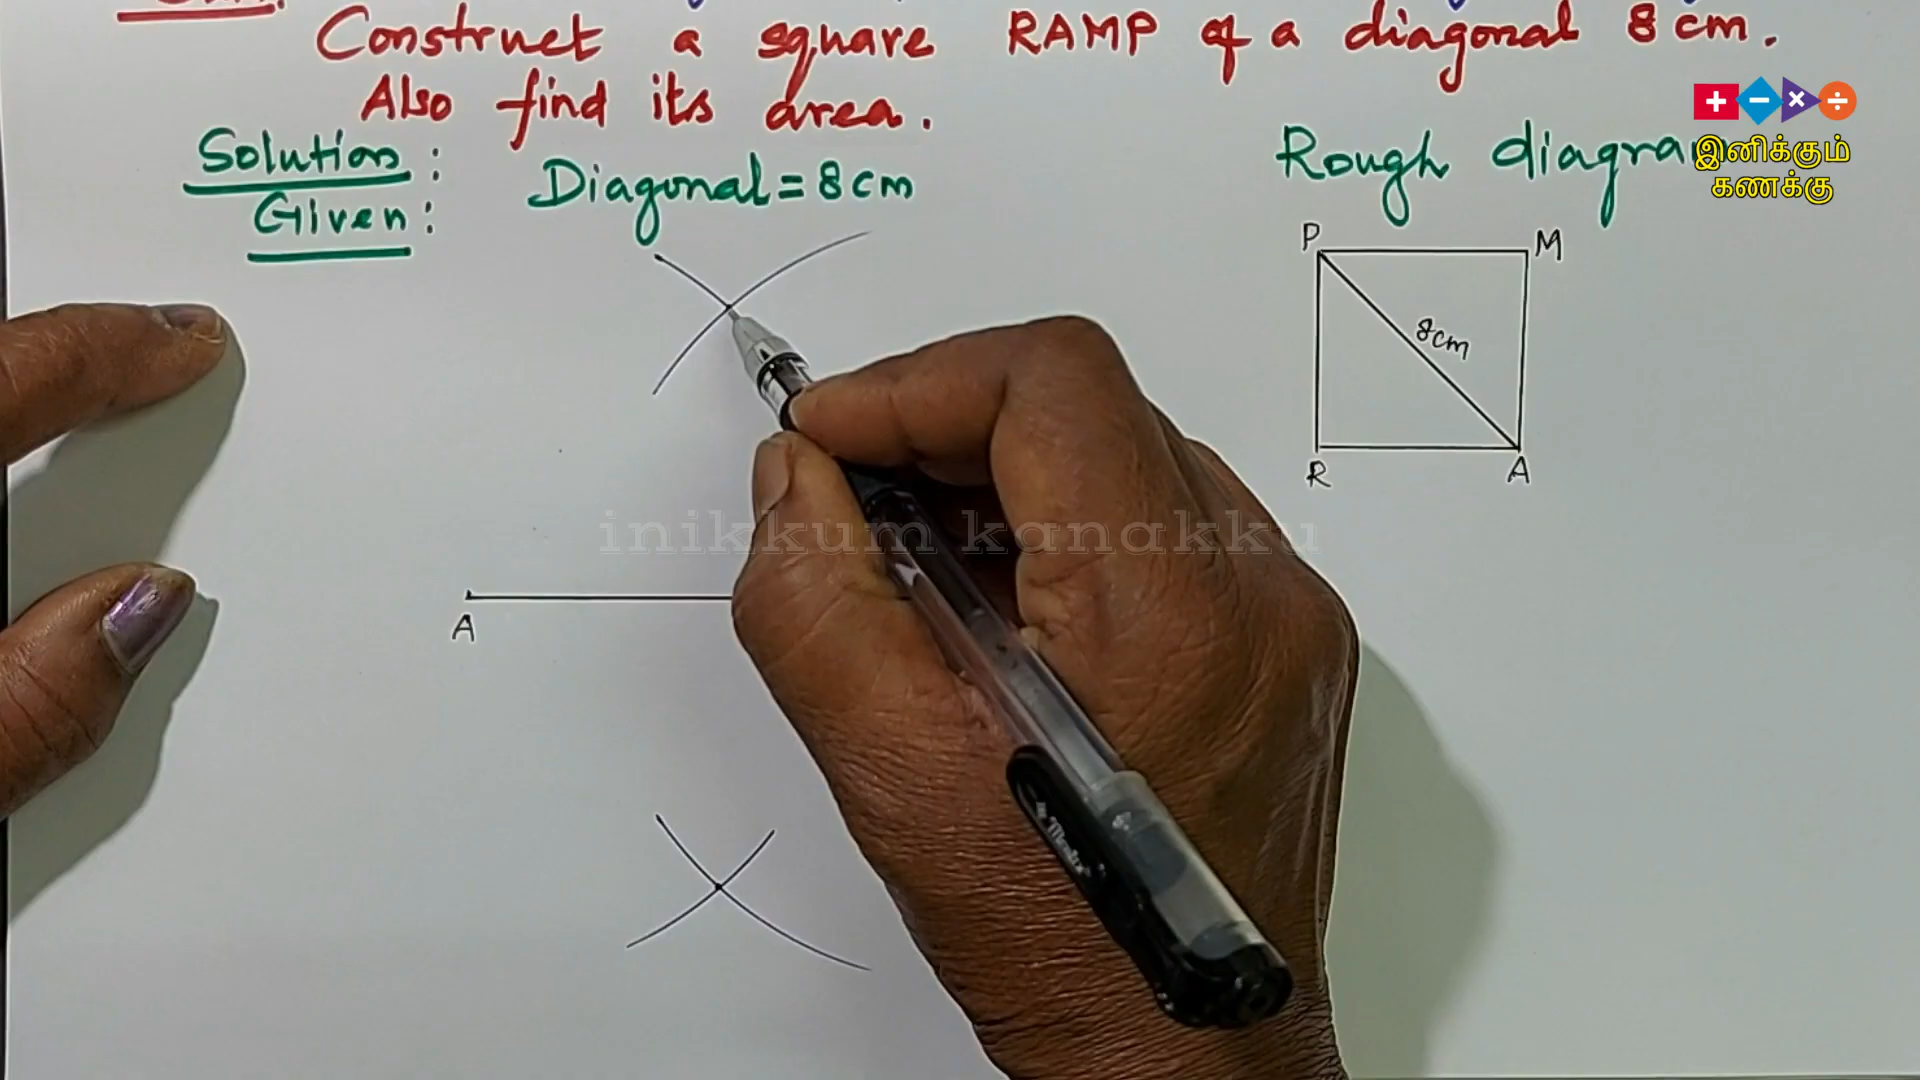 Construct a square RAMP of a diagonal 8 cm.
Also find its area.
Solution :
Given : Diagonal = 8 cm
Rough diagram
இனிக்கும்
கணக்கு
P M
8cm
R A
inikkum kanakku
A